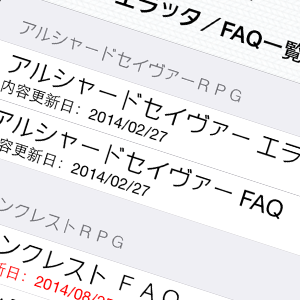 エラッタ／FAQ一覧
アルシャードセイヴァーＲＰＧ
アルシャードセイヴァー エラ
内容更新日：2014/02/27
アルシャードセイヴァー FAQ
容更新日：2014/02/27
ンクレストＲＰＧ
ンクレスト ＦＡＱ
新日：2014/08/